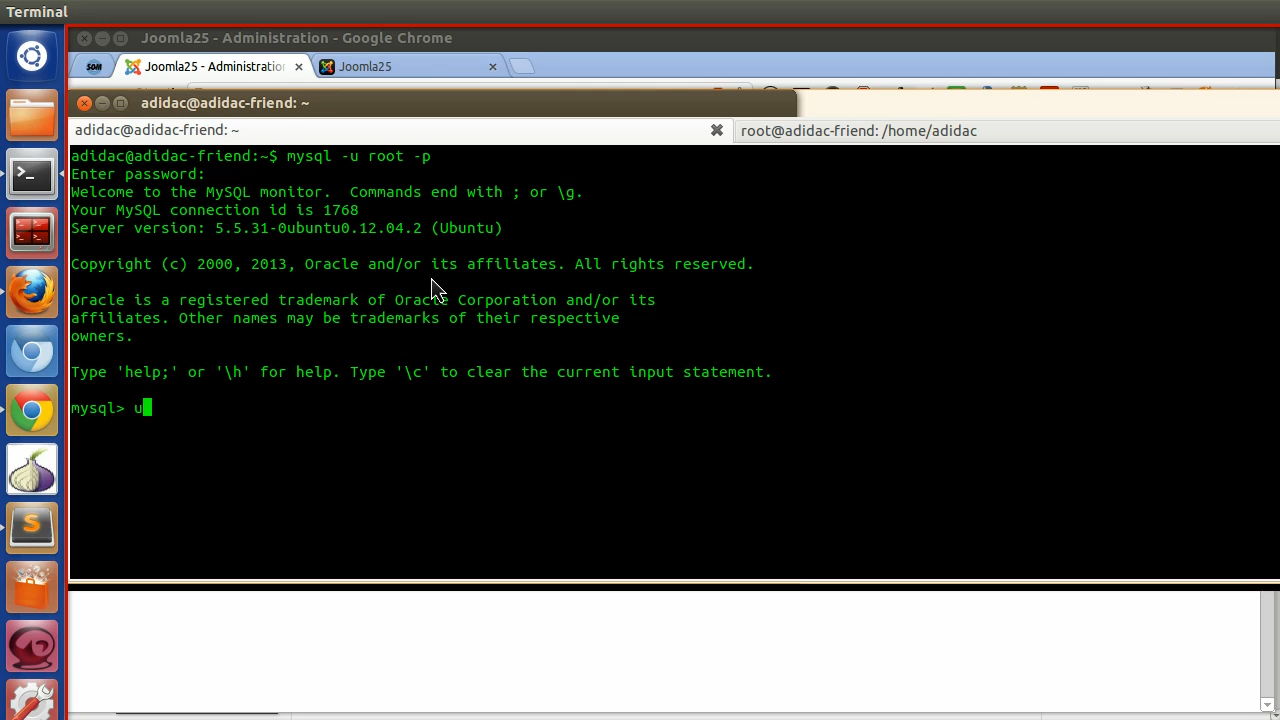 Terminal
Joomla25 - Administration - Google Chrome
SOM
Joomla25 - Administration
Joomla25
adidac@adidac-friend: ~
adidac@adidac-friend: ~
root@adidac-friend: /home/adidac
adidac@adidac-friend:~$ mysql -u root -p
Enter password:
Welcome to the MySQL monitor.  Commands end with ; or \g.
Your MySQL connection id is 1768
Server version: 5.5.31-0ubuntu0.12.04.2 (Ubuntu)
Copyright (c) 2000, 2013, Oracle and/or its affiliates. All rights reserved.
Oracle is a registered trademark of Oracle Corporation and/or its
affiliates. Other names may be trademarks of their respective
owners.
Type 'help;' or '\h' for help. Type '\c' to clear the current input statement.
mysql> u